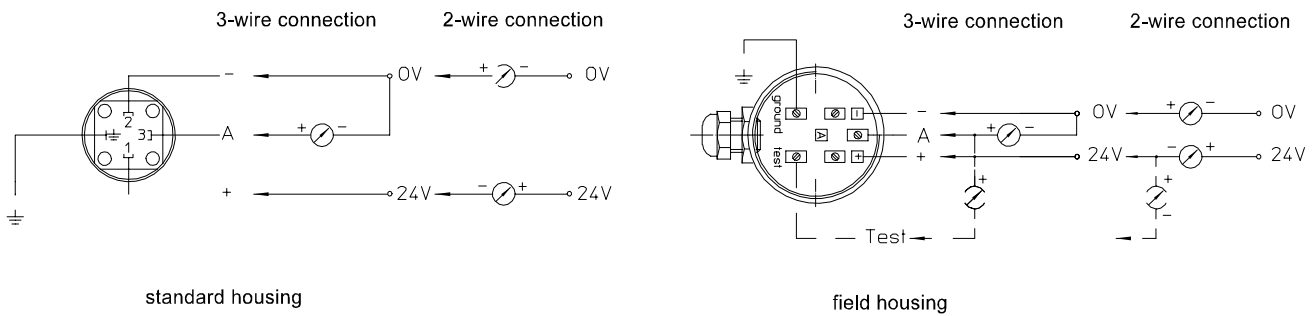 3-wire connection 2-wire connection
− 0V + − 0V
2
3
1
A + −
+ 24V − + 24V
standard housing
3-wire connection 2-wire connection
ground
test
A
−
+
− 0V + − 0V
A + −
+ 24V − + 24V
+ +
−
Test
field housing